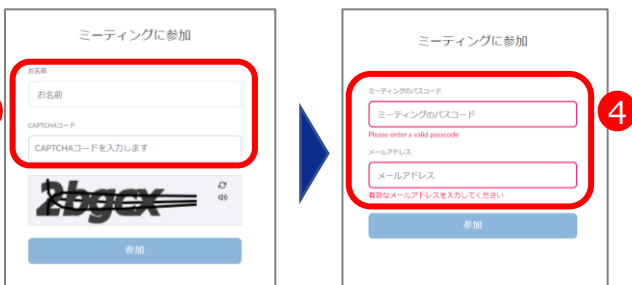 ミーティングに参加
お名前
お名前
CAPTCHAコード
CAPTCHAコードを入力します
2bgcx
参加
ミーティングに参加
ミーティングのパスコード
ミーティングのパスコード
Please enter a valid passcode
メールアドレス
メールアドレス
有効なメールアドレスを入力してください
参加
4